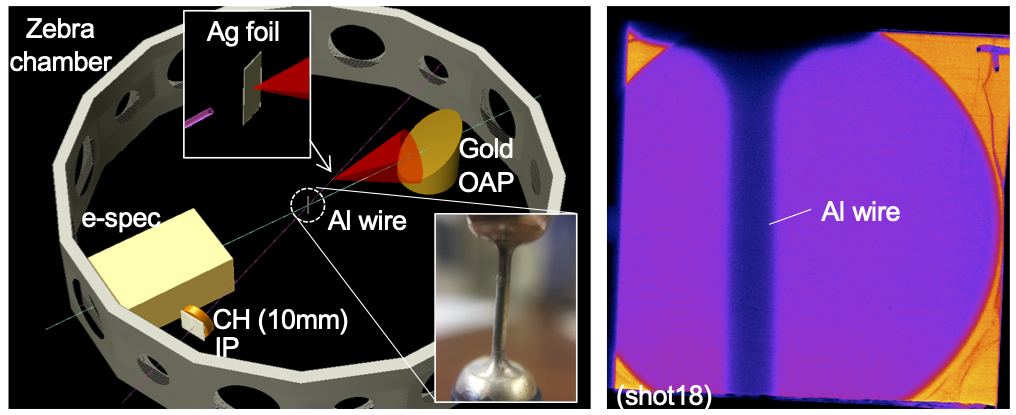 Zebra
chamber
Ag foil
Gold
OAP
e-spec
Al wire
CH (10mm)
IP
Al wire
(shot18)